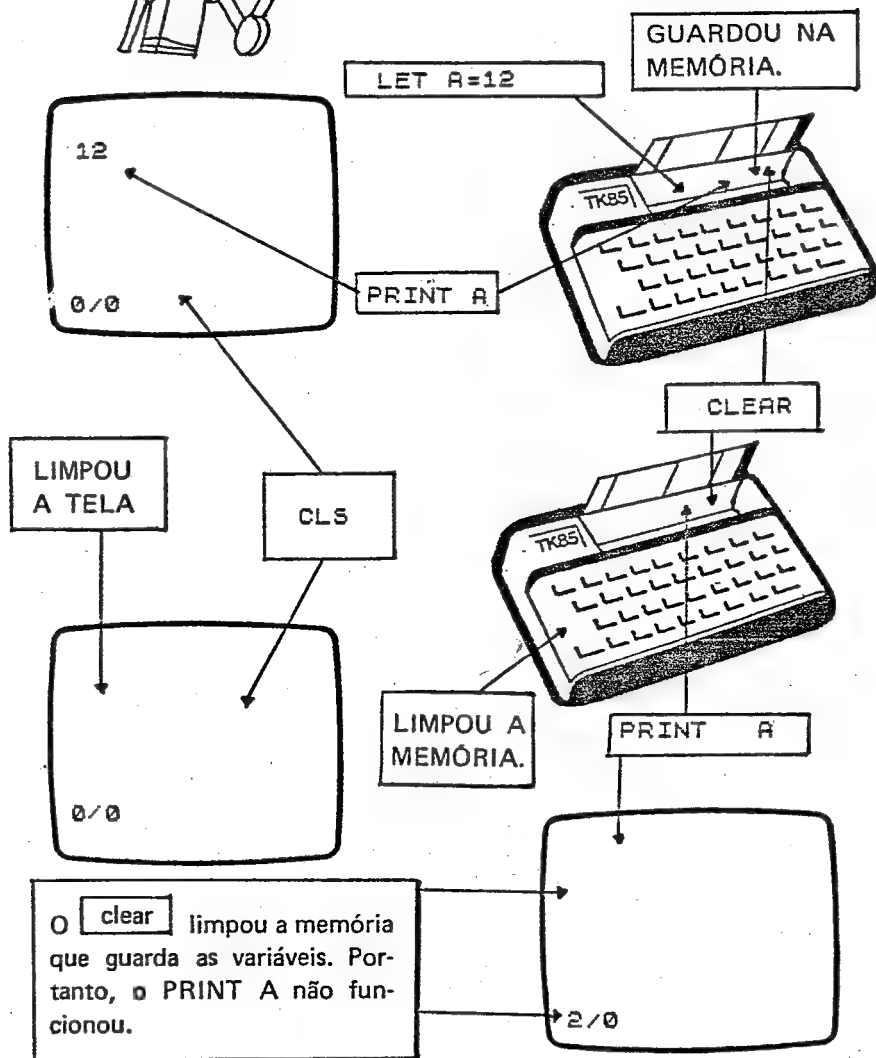 GUARDOU NA
MEMÓRIA.
LET A=12
12
TK85
PRINT A
0/0
CLEAR
LIMPOU
A TELA
CLS
TK85
LIMPOU A
MEMÓRIA.
PRINT A
0/0
O clear limpou a memória
que guarda as variáveis. Por-
tanto, o PRINT A não fun-
cionou.
2/0